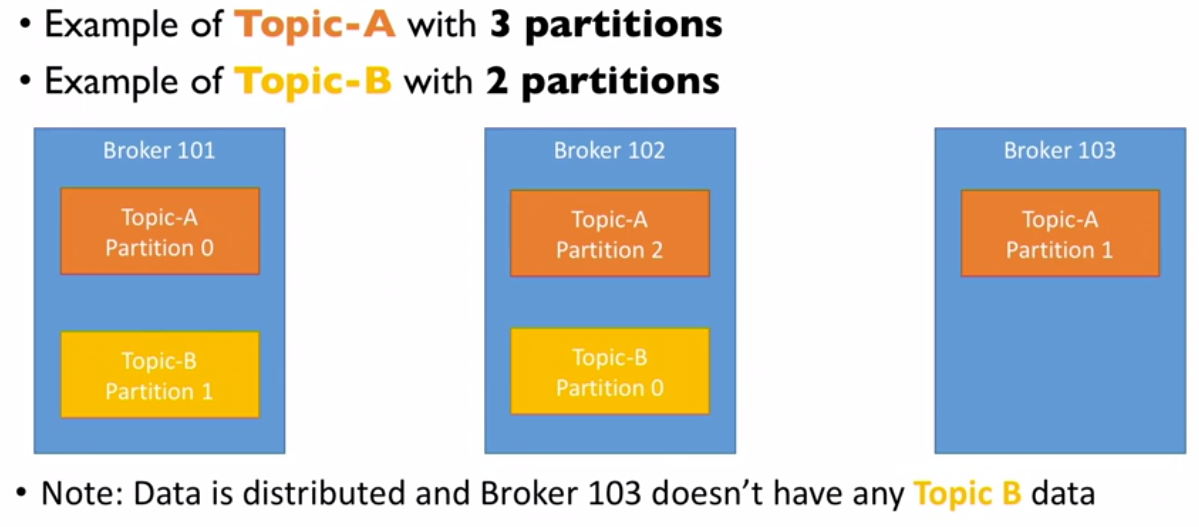 • Example of Topic-A with 3 partitions
• Example of Topic-B with 2 partitions
Broker 101
Topic-A
Partition 0
Topic-B
Partition 1
Broker 102
Topic-A
Partition 2
Topic-B
Partition 0
Broker 103
Topic-A
Partition 1
• Note: Data is distributed and Broker 103 doesn't have any Topic B data